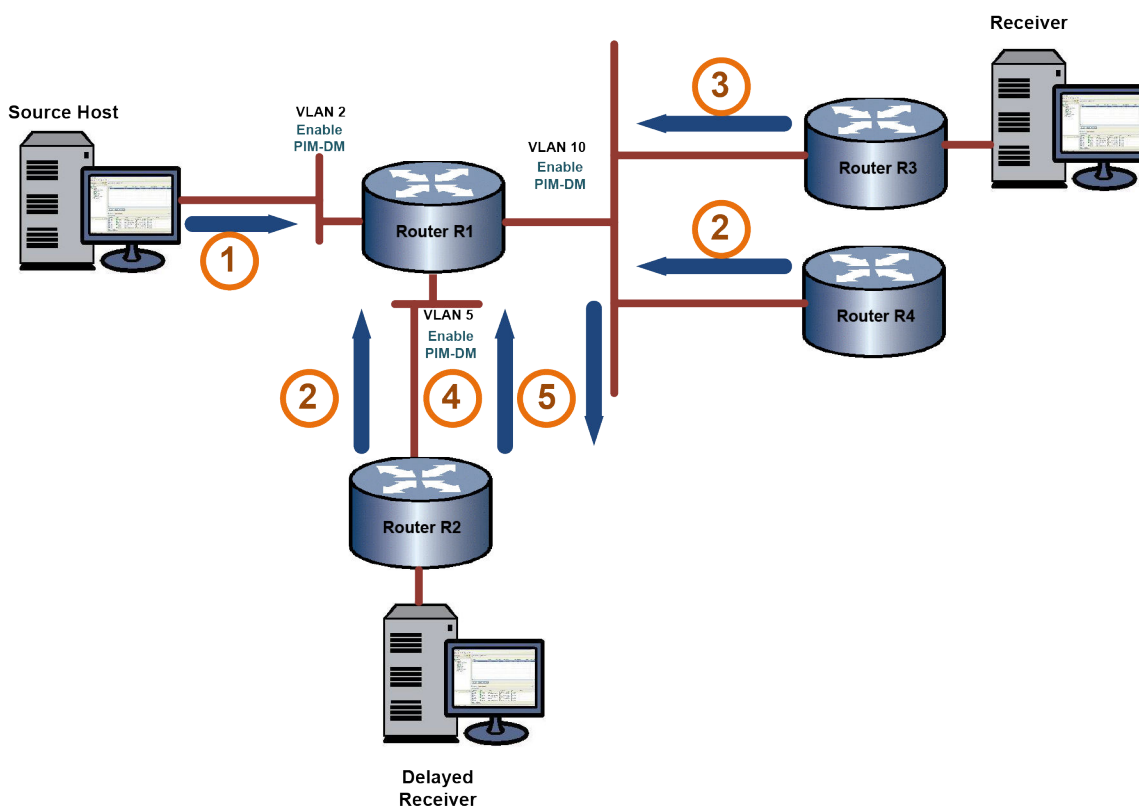 Receiver
Source Host
VLAN 2
Enable
PIM-DM
3
VLAN 10
Enable
PIM-DM
Router R3
1
Router R1
2
Router R4
VLAN 5
Enable
PIM-DM
2
4
5
Router R2
Delayed
Receiver